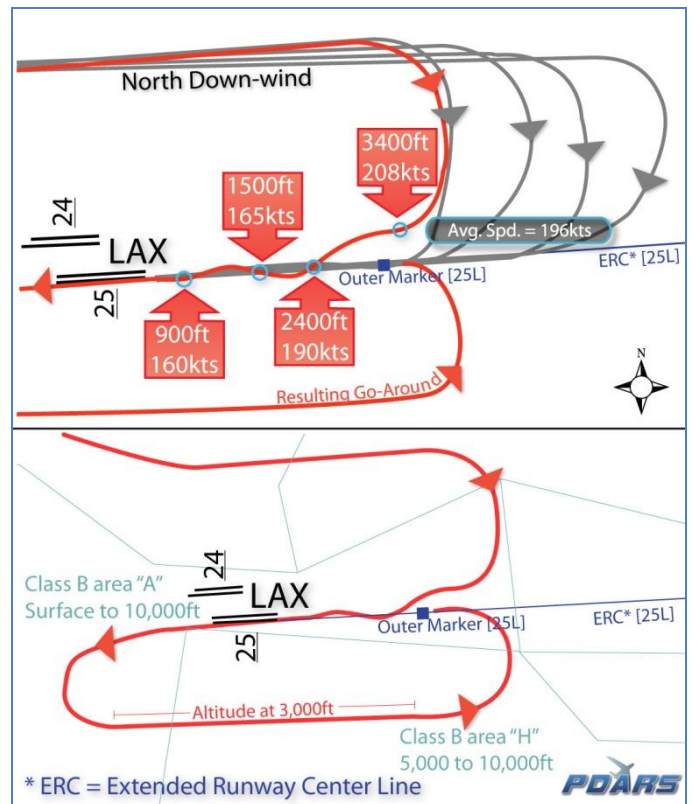 North Down-wind
3400ft
208kts
1500ft
165kts
Avg. Spd. = 196kts
24
LAX
25
Outer Marker [25L]
ERC* [25L]
900ft
160kts
2400ft
190kts
Resulting Go-Around
N
Class B area "A"
Surface to 10,000ft
24
LAX
25
Outer Marker [25L]
ERC* [25L]
Altitude at 3,000ft
Class B area "H"
5,000 to 10,000ft
* ERC = Extended Runway Center Line
PDARS